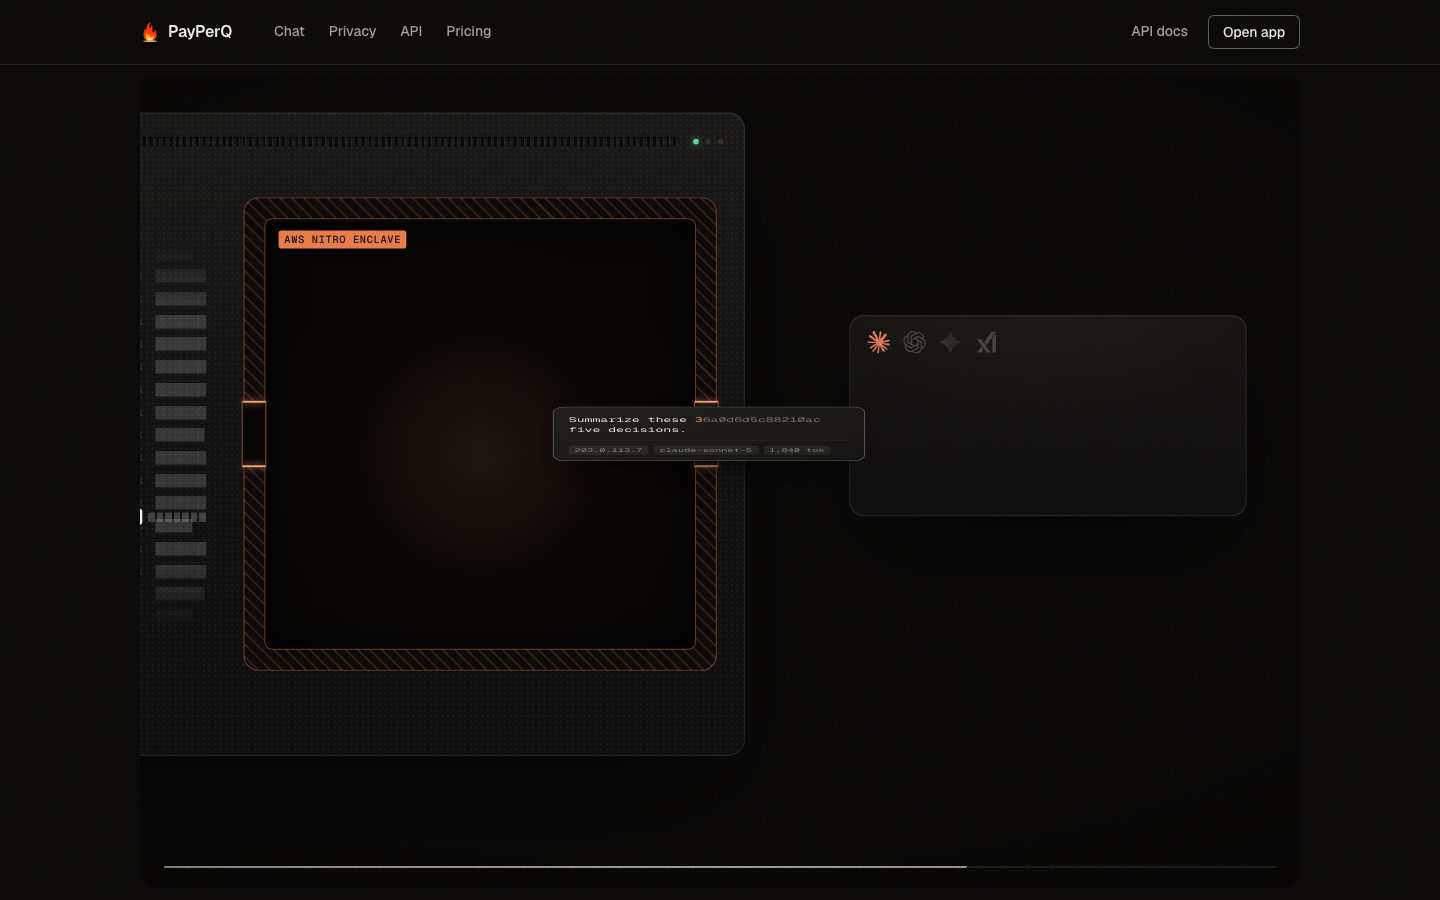 PayPerQ
Chat
Privacy
API
Pricing
API docs
Open app
AWS NITRO ENCLAVE
Summarize these 36a0d6d5c88210ac
five decisions.
203.0.113.7
claude-sonnet-5
1,840 tok